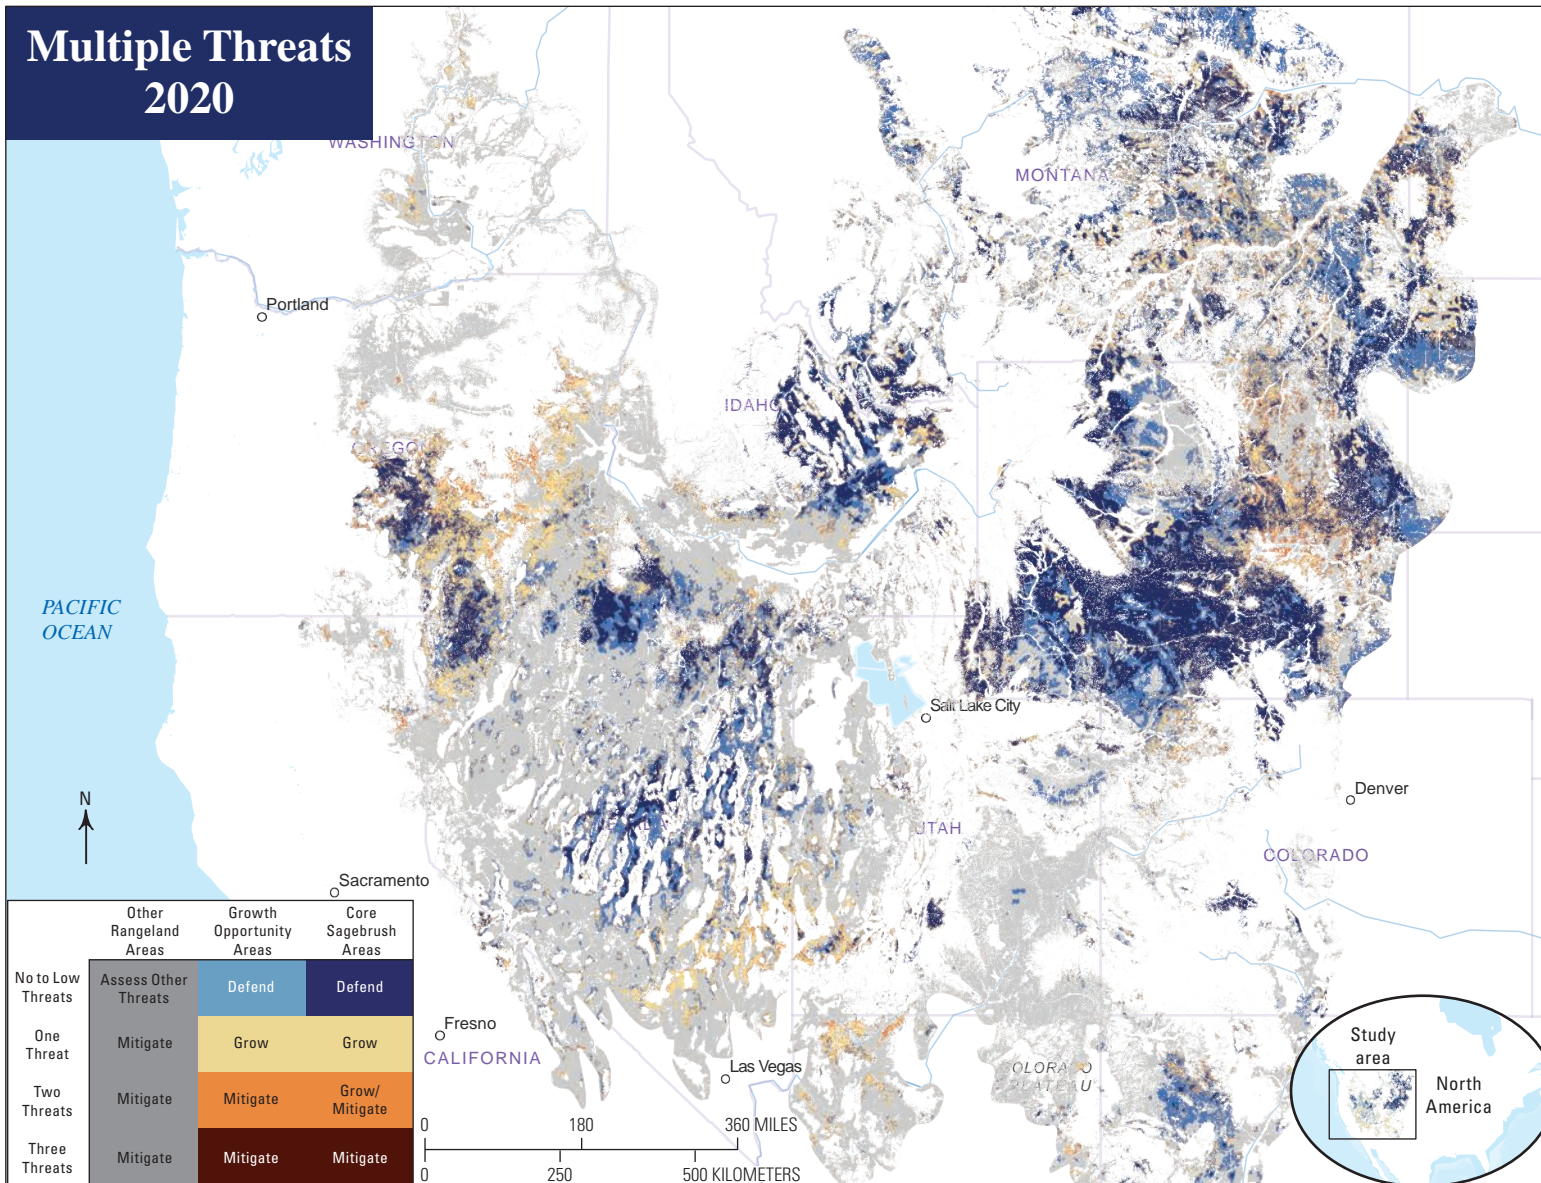 Multiple Threats
2020
WASHINGTON
MONTANA
Portland
IDAHO
PACIFIC
OCEAN
Salt Lake City
N
Denver
UTAH
COLORADO
Sacramento
Fresno
CALIFORNIA
Las Vegas
Other
Rangeland
Areas
Growth
Opportunity
Areas
Core
Sagebrush
Areas
No to Low
Threats
Assess Other
Threats
Defend
Defend
One
Threat
Mitigate
Grow
Grow
Two
Threats
Mitigate
Mitigate
Grow/
Mitigate
Three
Threats
Mitigate
Mitigate
Mitigate
0 180 360 MILES
0 250 500 KILOMETERS
Study
area
North
America